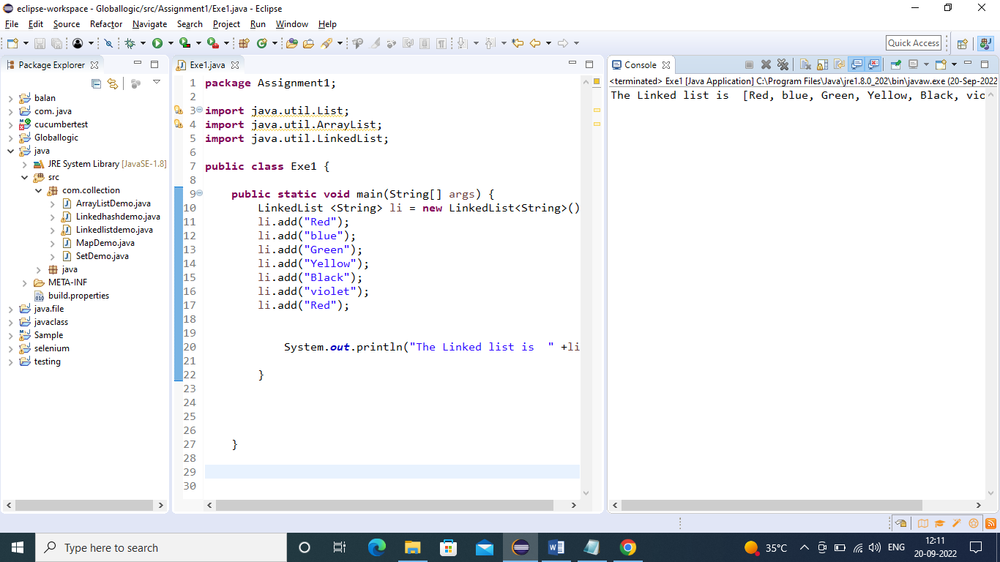 eclipse-workspace - Globallogic/src/Assignment1/Exe1.java - Eclipse
File Edit Source Refactor Navigate Search Project Run Window Help
Quick Access
Package Explorer
balan
com. java
cucumbertest
Globallogic
java
JRE System Library [JavaSE-1.8]
src
com.collection
ArrayListDemo.java
Linkedhashdemo.java
Linkedlistdemo.java
MapDemo.java
SetDemo.java
java
META-INF
build.properties
java.file
javaclass
Sample
selenium
testing
Exe1.java
1 package Assignment1;
2
3 import java.util.List;
4 import java.util.ArrayList;
5 import java.util.LinkedList;
6
7 public class Exe1 {
8
9 public static void main(String[] args) {
10 LinkedList <String> li = new LinkedList<String>()
11 li.add("Red");
12 li.add("blue");
13 li.add("Green");
14 li.add("Yellow");
15 li.add("Black");
16 li.add("violet");
17 li.add("Red");
18
19
20 System.out.println("The Linked list is  " +li
21
22 }
23
24
25
26
27 }
28
29
30
Console
<terminated> Exe1 [Java Application] C:\Program Files\Java\jre1.8.0_202\bin\javaw.exe (20-Sep-2022
The Linked list is  [Red, blue, Green, Yellow, Black, vio
Type here to search
35°C
ENG
12:11
20-09-2022